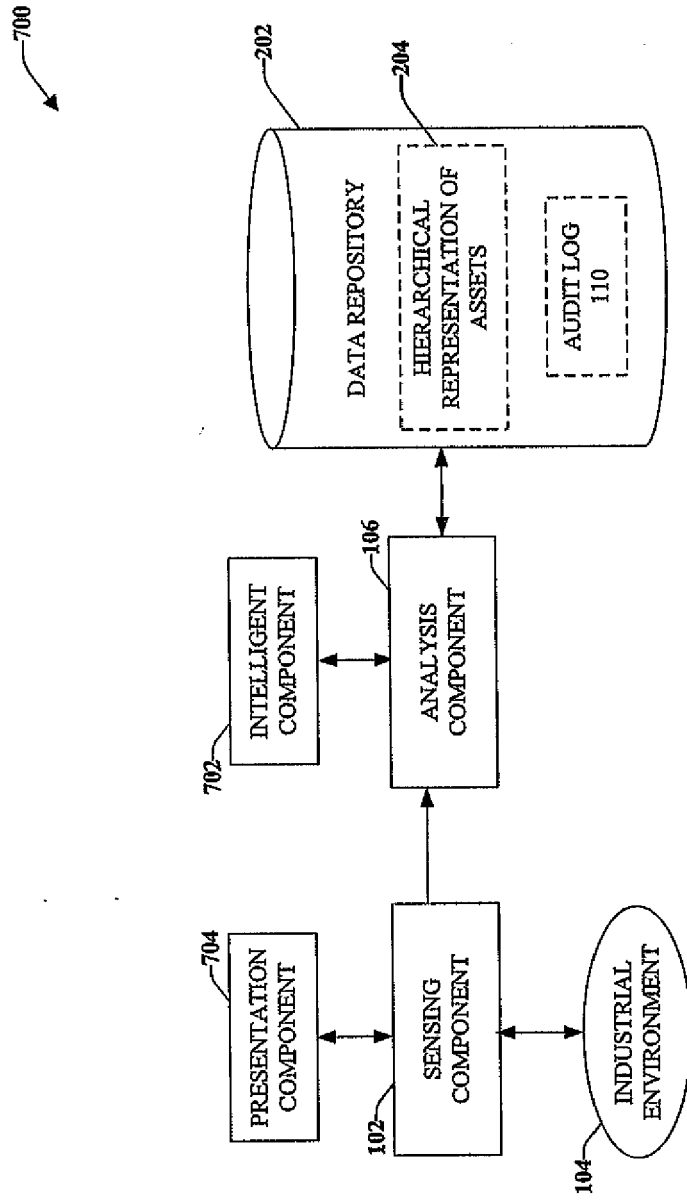 700
202
DATA REPOSITORY
204
HIERARCHICAL
REPRESENTATION OF
ASSETS
AUDIT LOG
110
702
INTELLIGENT
COMPONENT
106
ANALYSIS
COMPONENT
704
PRESENTATION
COMPONENT
102
SENSING
COMPONENT
104
INDUSTRIAL
ENVIRONMENT